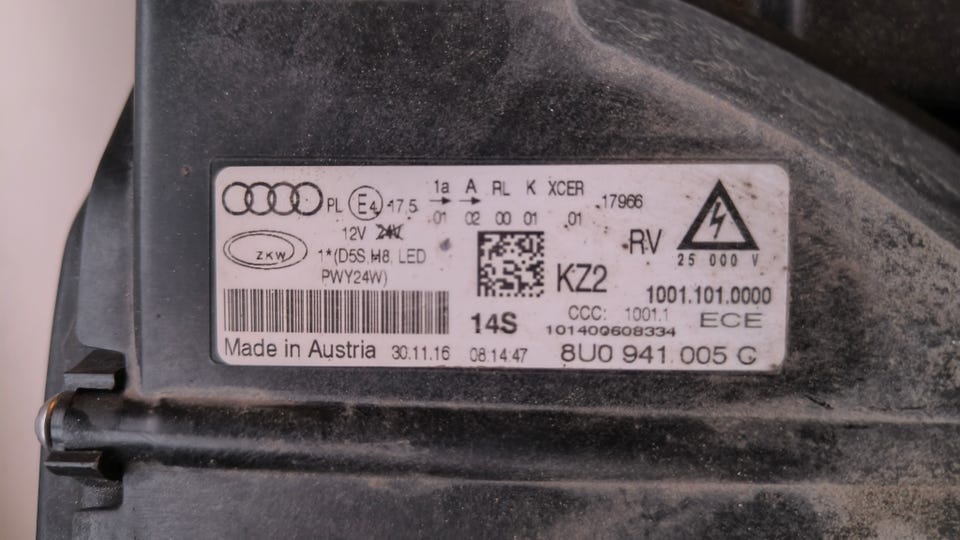 PL E4 17.5 1a A RL K XCER 17966
01 02 00 01 01
12V 24V RV
ZKW 1*(D5S, H8, LED 25 000 V
PWY24W) KZ2 1001.101.0000
CCC: 1001.1 ECE
14S 101400608334
Made in Austria 30.11.16 08:14:47 8U0 941 005 C